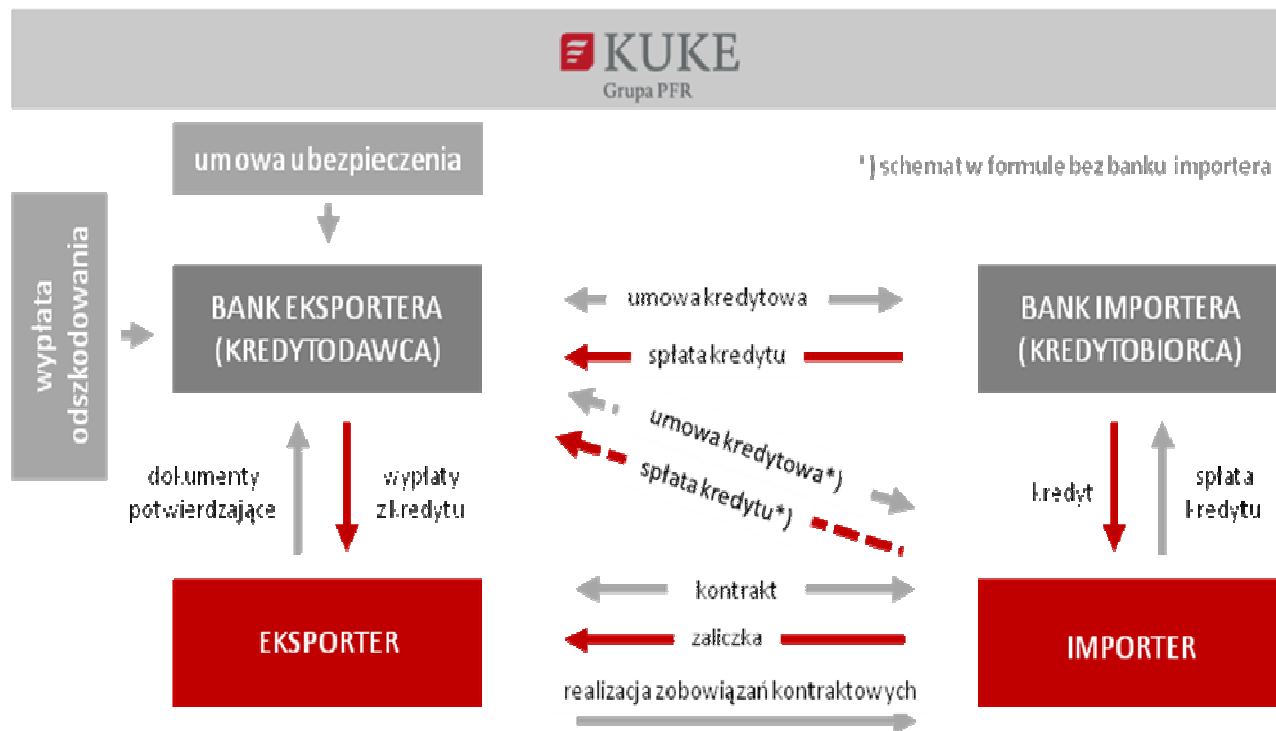 KUKE
Grupa PFR
umowa ubezpieczenia
*) schemat w formule bez banku importera
wypłata
odszkodowania
BANK EKSPORTERA
(KREDYTODAWCA)
umowa kredytowa
spłata kredytu
BANK IMPORTERA
(KREDYTOBIORCA)
umowa kredytowa*)
spłata kredytu*)
dokumenty
potwierdzające
wypłaty
z kredytu
kredyt
spłata
kredytu
EKSPORTER
kontrakt
zaliczka
realizacja zobowiązań kontraktowych
IMPORTER